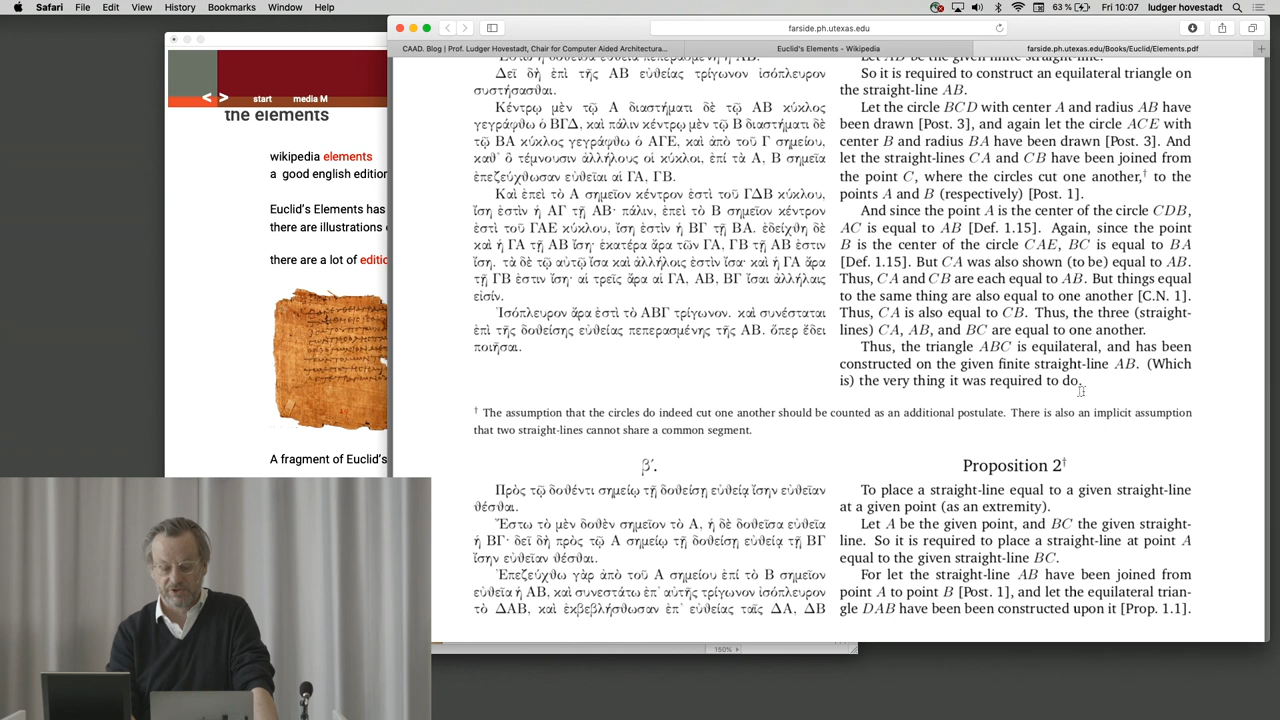 Safari File Edit View History Bookmarks Window Help
63 % Fri 10:07 ludger hovestadt
farside.ph.utexas.edu
CAAD. Blog | Prof. Ludger Hovestadt, Chair for Computer Aided Architectura...
Euclid's Elements - Wikipedia
farside.ph.utexas.edu/Books/Euclid/Elements.pdf
< > start media M
the elements
wikipedia elements
a good english edition
Euclid's Elements has
there are illustrations
there are a lot of
A fragment of Euclid's
Δεῖ δὴ ἐπὶ τῆς ΑΒ εὐθείας τρίγωνον ἰσόπλευρον
συστήσασθαι.
Κέντρῳ μὲν τῷ Α διαστήματι δὲ τῷ ΑΒ κύκλος
γεγράφθω ὁ ΒΓΔ, καὶ πάλιν κέντρῳ μὲν τῷ Β διαστήματι δὲ
τῷ ΒΑ κύκλος γεγράφθω ὁ ΑΓΕ, καὶ ἀπὸ τοῦ Γ σημείου,
καθ᾿ ὃ τέμνουσιν ἀλλήλους οἱ κύκλοι, ἐπί τὰ Α, Β σημεῖα
ἐπεζεύχθωσαν εὐθεῖαι αἱ ΓΑ, ΓΒ.
Καὶ ἐπεὶ τὸ Α σημεῖον κέντρον ἐστὶ τοῦ ΓΔΒ κύκλου,
ἴση ἐστὶν ἡ ΑΓ τῇ ΑΒ· πάλιν, ἐπεὶ τὸ Β σημεῖον κέντρον
ἐστὶ τοῦ ΓΑΕ κύκλου, ἴση ἐστὶν ἡ ΒΓ τῇ ΒΑ. ἐδείχθη δὲ
καὶ ἡ ΓΑ τῇ ΑΒ ἴση· ἑκατέρα ἄρα τῶν ΓΑ, ΓΒ τῇ ΑΒ ἐστιν
ἴση. τὰ δὲ τῷ αὐτῷ ἴσα καὶ ἀλλήλοις ἐστὶν ἴσα· καὶ ἡ ΓΑ ἄρα
τῇ ΓΒ ἐστιν ἴση· αἱ τρεῖς ἄρα αἱ ΓΑ, ΑΒ, ΒΓ ἴσαι ἀλλήλαις
εἰσίν.
Ἰσόπλευρον ἄρα ἐστὶ τὸ ΑΒΓ τρίγωνον. καὶ συνέσταται
ἐπὶ τῆς δοθείσης εὐθείας πεπερασμένης τῆς ΑΒ. ὅπερ ἔδει
ποιῆσαι.
Let AB be the given finite straight-line.
So it is required to construct an equilateral triangle on
the straight-line AB.
Let the circle BCD with center A and radius AB have
been drawn [Post. 3], and again let the circle ACE with
center B and radius BA have been drawn [Post. 3]. And
let the straight-lines CA and CB have been joined from
the point C, where the circles cut one another,† to the
points A and B (respectively) [Post. 1].
And since the point A is the center of the circle CDB,
AC is equal to AB [Def. 1.15]. Again, since the point
B is the center of the circle CAE, BC is equal to BA
[Def. 1.15]. But CA was also shown (to be) equal to AB.
Thus, CA and CB are each equal to AB. But things equal
to the same thing are also equal to one another [C.N. 1].
Thus, CA is also equal to CB. Thus, the three (straight-
lines) CA, AB, and BC are equal to one another.
Thus, the triangle ABC is equilateral, and has been
constructed on the given finite straight-line AB. (Which
is) the very thing it was required to do.
† The assumption that the circles do indeed cut one another should be counted as an additional postulate. There is also an implicit assumption
that two straight-lines cannot share a common segment.
βʹ.
Πρὸς τῷ δοθέντι σημείῳ τῇ δοθείσῃ εὐθείᾳ ἴσην εὐθεῖαν
θέσθαι.
Ἔστω τὸ μὲν δοθὲν σημεῖον τὸ Α, ἡ δὲ δοθεῖσα εὐθεῖα
ἡ ΒΓ· δεῖ δὴ πρὸς τῷ Α σημείῳ τῇ δοθείσῃ εὐθείᾳ τῇ ΒΓ
ἴσην εὐθεῖαν θέσθαι.
Ἐπεζεύχθω γὰρ ἀπὸ τοῦ Α σημείου ἐπί τὸ Β σημεῖον
εὐθεῖα ἡ ΑΒ, καὶ συνεστάτω ἐπ᾿ αὐτῆς τρίγωνον ἰσόπλευρον
τὸ ΔΑΒ, καὶ ἐκβεβλήσθωσαν ἐπ᾿ εὐθείας ταῖς ΔΑ, ΔΒ
Proposition 2†
To place a straight-line equal to a given straight-line
at a given point (as an extremity).
Let A be the given point, and BC the given straight-
line. So it is required to place a straight-line at point A
equal to the given straight-line BC.
For let the straight-line AB have been joined from
point A to point B [Post. 1], and let the equilateral trian-
gle DAB have been been constructed upon it [Prop. 1.1].
150%